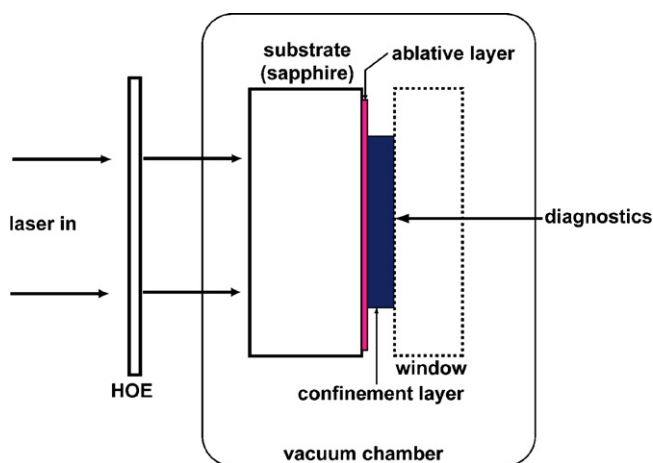 substrate
(sapphire)
ablative layer
laser in
diagnostics
window
HOE
confinement layer
vacuum chamber